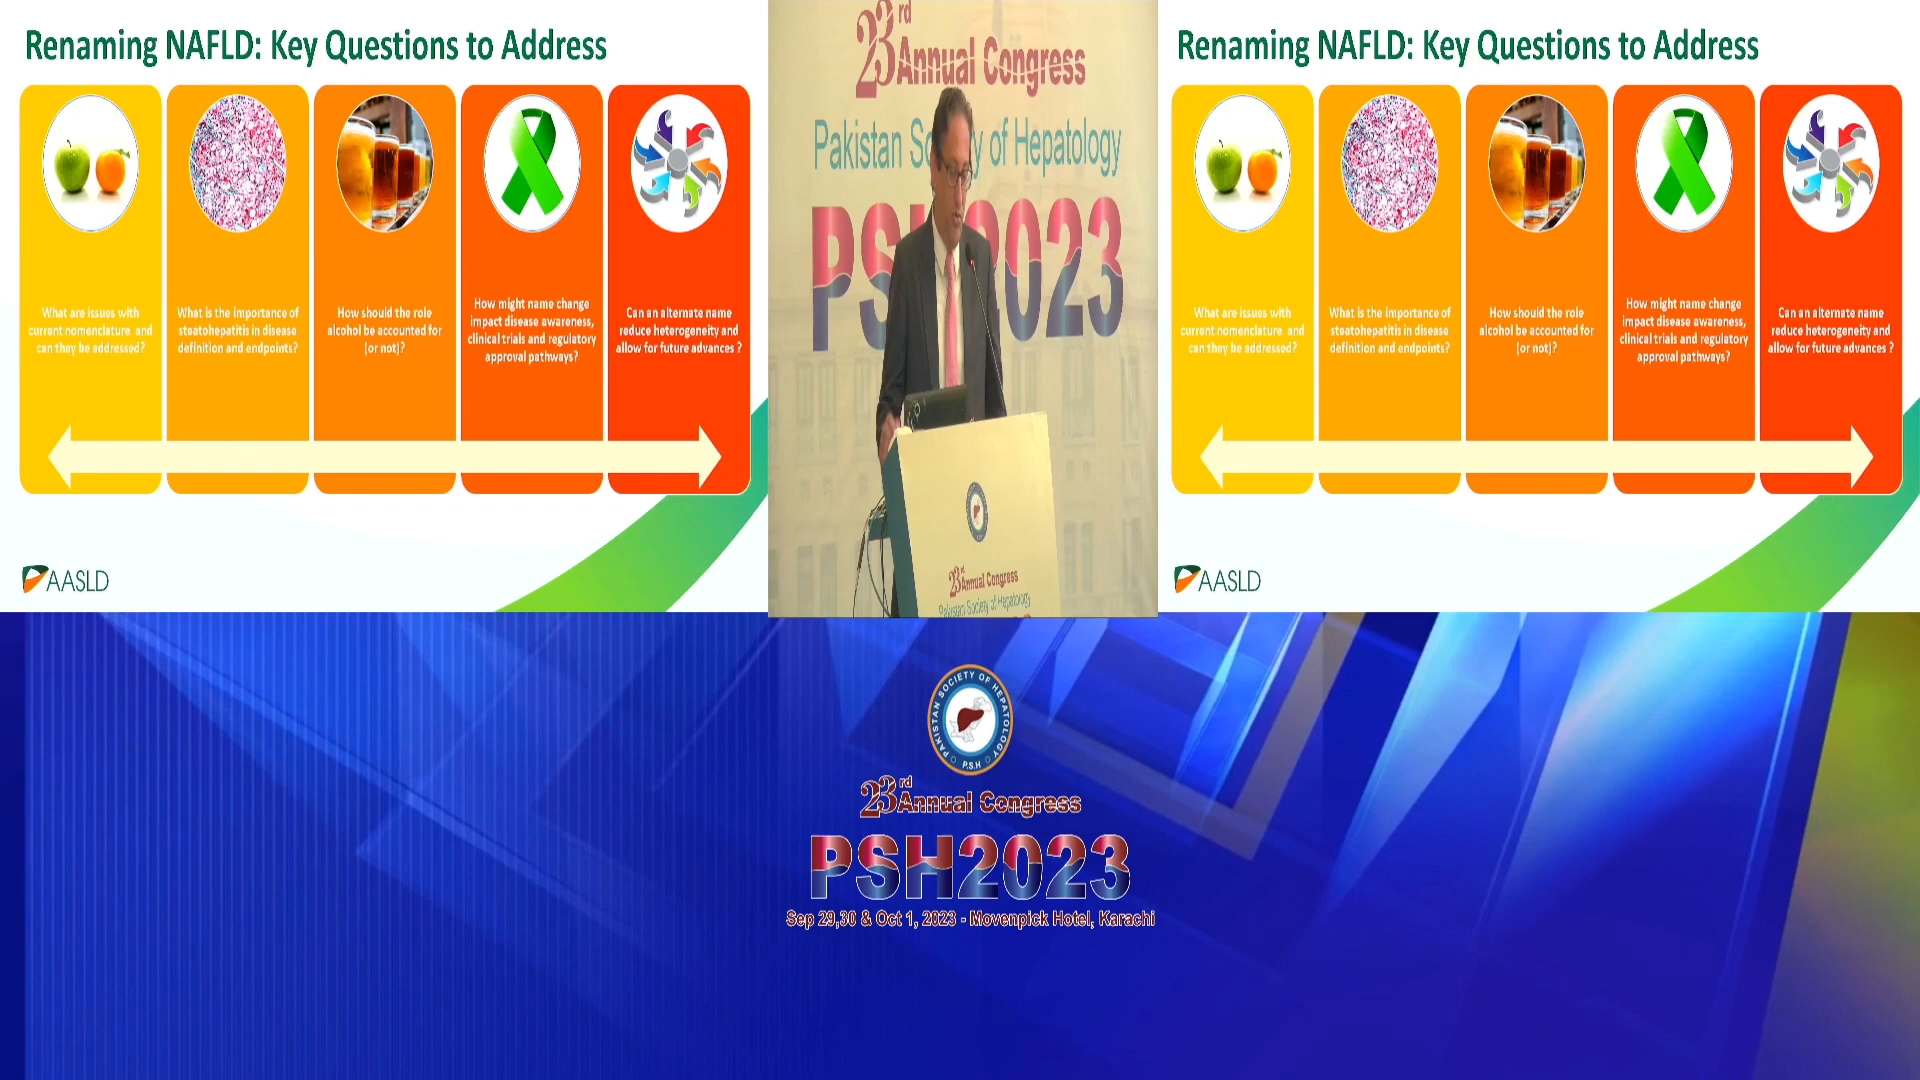 Renaming NAFLD: Key Questions to Address
What are issues with
current nomenclature and
can they be addressed?
What is the importance of
steatohepatitis in disease
definition and endpoints?
How should the role
alcohol be accounted for
(or not)?
How might name change
impact disease awareness,
clinical trials and regulatory
approval pathways?
Can an alternate name
reduce heterogeneity and
allow for future advances ?
AASLD
23rd
Annual Congress
Pakistan Society of Hepatology
PSH2023
23rd
Annual Congress
Pakistan Society of Hepatology
Renaming NAFLD: Key Questions to Address
What are issues with
current nomenclature and
can they be addressed?
What is the importance of
steatohepatitis in disease
definition and endpoints?
How should the role
alcohol be accounted for
(or not)?
How might name change
impact disease awareness,
clinical trials and regulatory
approval pathways?
Can an alternate name
reduce heterogeneity and
allow for future advances ?
AASLD
PAKISTAN SOCIETY OF HEPATOLOGY
P.S.H
23rd
Annual Congress
PSH2023
Sep 29,30 & Oct 1, 2023 - Movenpick Hotel, Karachi